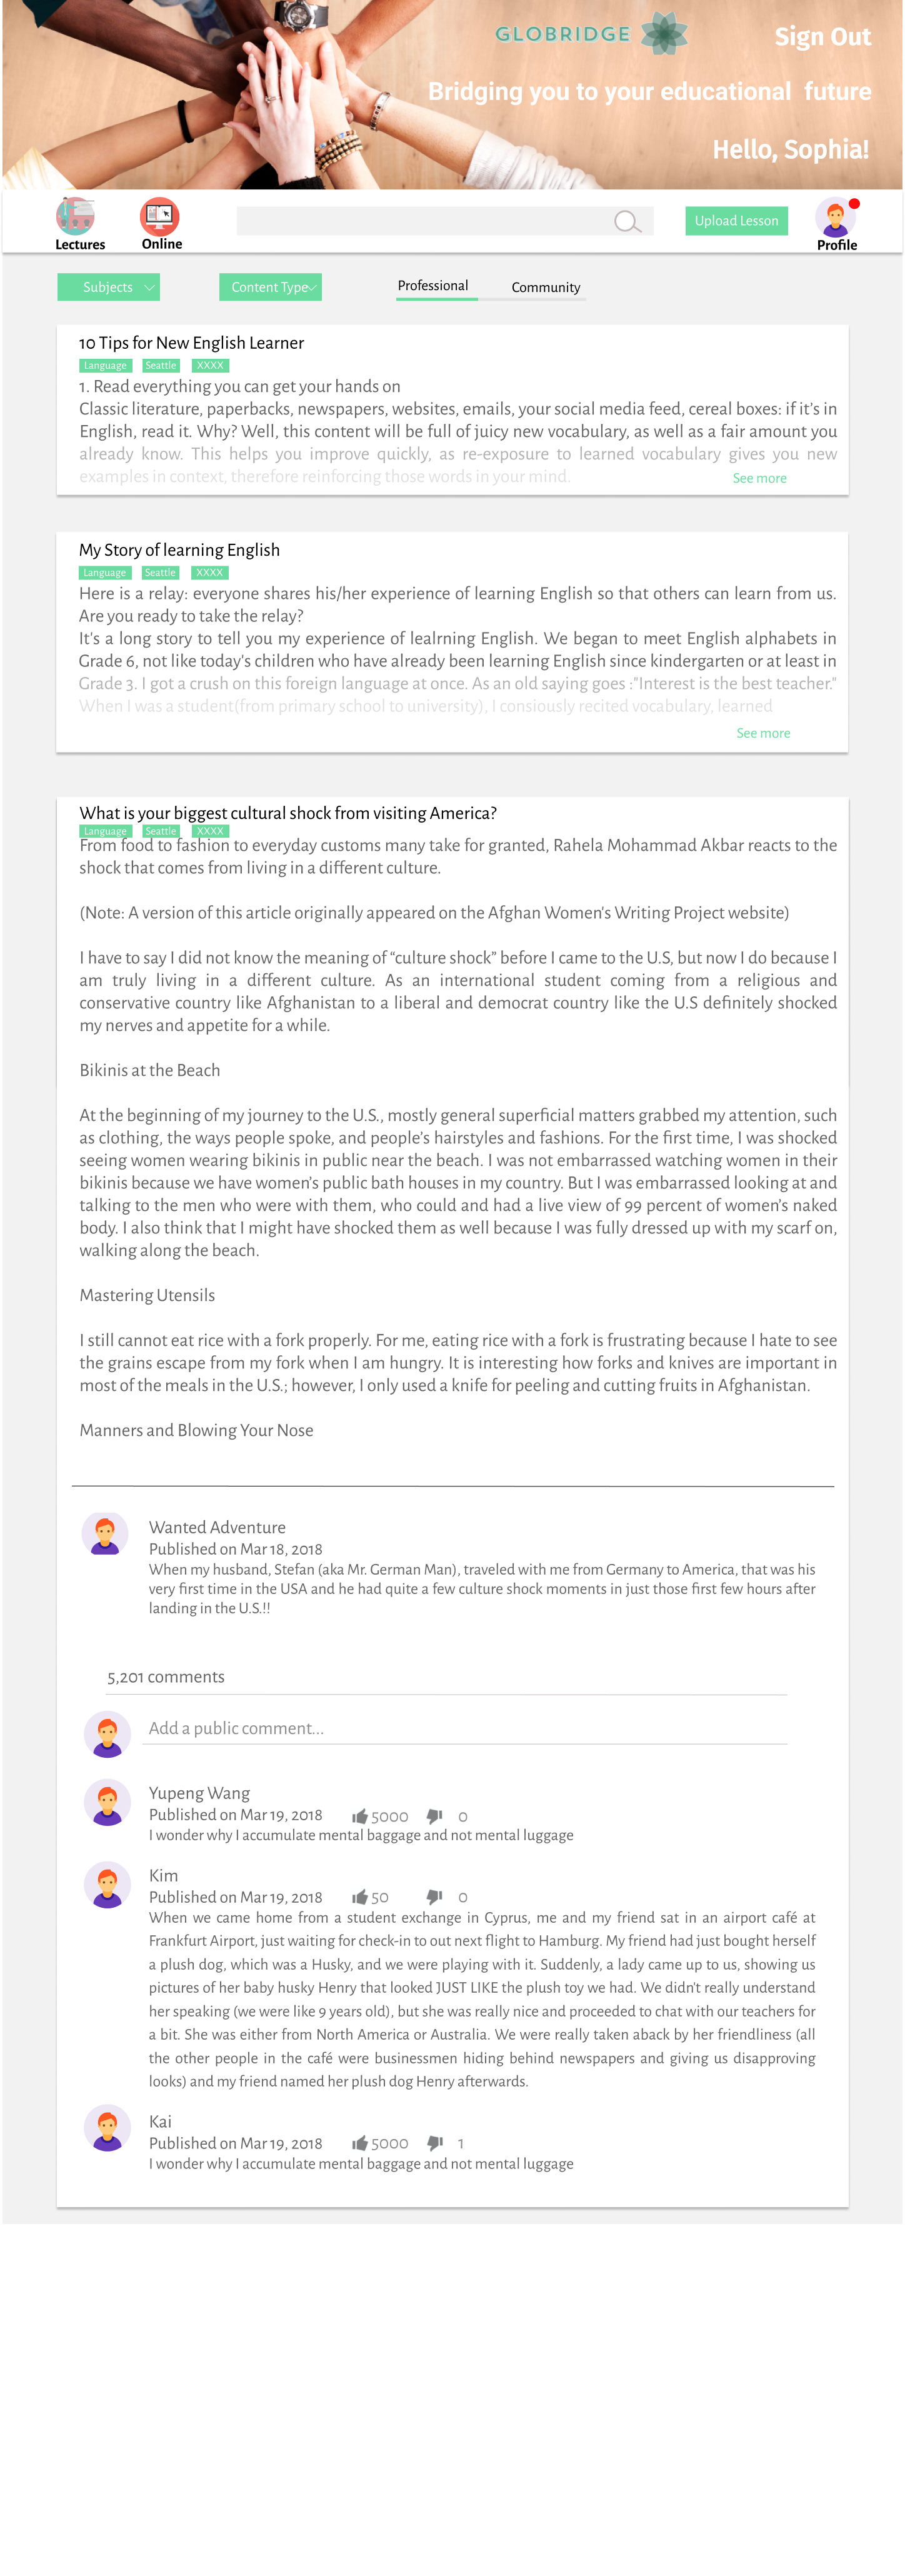 GLOBRIDGE
Sign Out
Bridging you to your educational future
Hello, Sophia!
Lectures
Online
Upload Lesson
Profile
Subjects
Content Type
Professional
Community
10 Tips for New English Learner
Language Seattle XXXX
1. Read everything you can get your hands on
Classic literature, paperbacks, newspapers, websites, emails, your social media feed, cereal boxes: if it's in
English, read it. Why? Well, this content will be full of juicy new vocabulary, as well as a fair amount you
already know. This helps you improve quickly, as re-exposure to learned vocabulary gives you new
examples in context, therefore reinforcing those words in your mind.
See more
My Story of learning English
Language Seattle XXXX
Here is a relay: everyone shares his/her experience of learning English so that others can learn from us.
Are you ready to take the relay?
It's a long story to tell you my experience of lealrning English. We began to meet English alphabets in
Grade 6, not like today's children who have already been learning English since kindergarten or at least in
Grade 3. I got a crush on this foreign language at once. As an old saying goes :"Interest is the best teacher."
When I was a student(from primary school to university), I consiously recited vocabulary, learned
See more
What is your biggest cultural shock from visiting America?
Language Seattle XXXX
From food to fashion to everyday customs many take for granted, Rahela Mohammad Akbar reacts to the
shock that comes from living in a different culture.
(Note: A version of this article originally appeared on the Afghan Women's Writing Project website)
I have to say I did not know the meaning of “culture shock” before I came to the U.S, but now I do because I
am truly living in a different culture. As an international student coming from a religious and
conservative country like Afghanistan to a liberal and democrat country like the U.S definitely shocked
my nerves and appetite for a while.
Bikinis at the Beach
At the beginning of my journey to the U.S., mostly general superficial matters grabbed my attention, such
as clothing, the ways people spoke, and people’s hairstyles and fashions. For the first time, I was shocked
seeing women wearing bikinis in public near the beach. I was not embarrassed watching women in their
bikinis because we have women’s public bath houses in my country. But I was embarrassed looking at and
talking to the men who were with them, who could and had a live view of 99 percent of women’s naked
body. I also think that I might have shocked them as well because I was fully dressed up with my scarf on,
walking along the beach.
Mastering Utensils
I still cannot eat rice with a fork properly. For me, eating rice with a fork is frustrating because I hate to see
the grains escape from my fork when I am hungry. It is interesting how forks and knives are important in
most of the meals in the U.S.; however, I only used a knife for peeling and cutting fruits in Afghanistan.
Manners and Blowing Your Nose
Wanted Adventure
Published on Mar 18, 2018
When my husband, Stefan (aka Mr. German Man), traveled with me from Germany to America, that was his
very first time in the USA and he had quite a few culture shock moments in just those first few hours after
landing in the U.S.!!
5,201 comments
Add a public comment...
Yupeng Wang
Published on Mar 19, 2018 5000 0
I wonder why I accumulate mental baggage and not mental luggage
Kim
Published on Mar 19, 2018 50 0
When we came home from a student exchange in Cyprus, me and my friend sat in an airport café at
Frankfurt Airport, just waiting for check-in to out next flight to Hamburg. My friend had just bought herself
a plush dog, which was a Husky, and we were playing with it. Suddenly, a lady came up to us, showing us
pictures of her baby husky Henry that looked JUST LIKE the plush toy we had. We didn't really understand
her speaking (we were like 9 years old), but she was really nice and proceeded to chat with our teachers for
a bit. She was either from North America or Australia. We were really taken aback by her friendliness (all
the other people in the café were businessmen hiding behind newspapers and giving us disapproving
looks) and my friend named her plush dog Henry afterwards.
Kai
Published on Mar 19, 2018 5000 1
I wonder why I accumulate mental baggage and not mental luggage